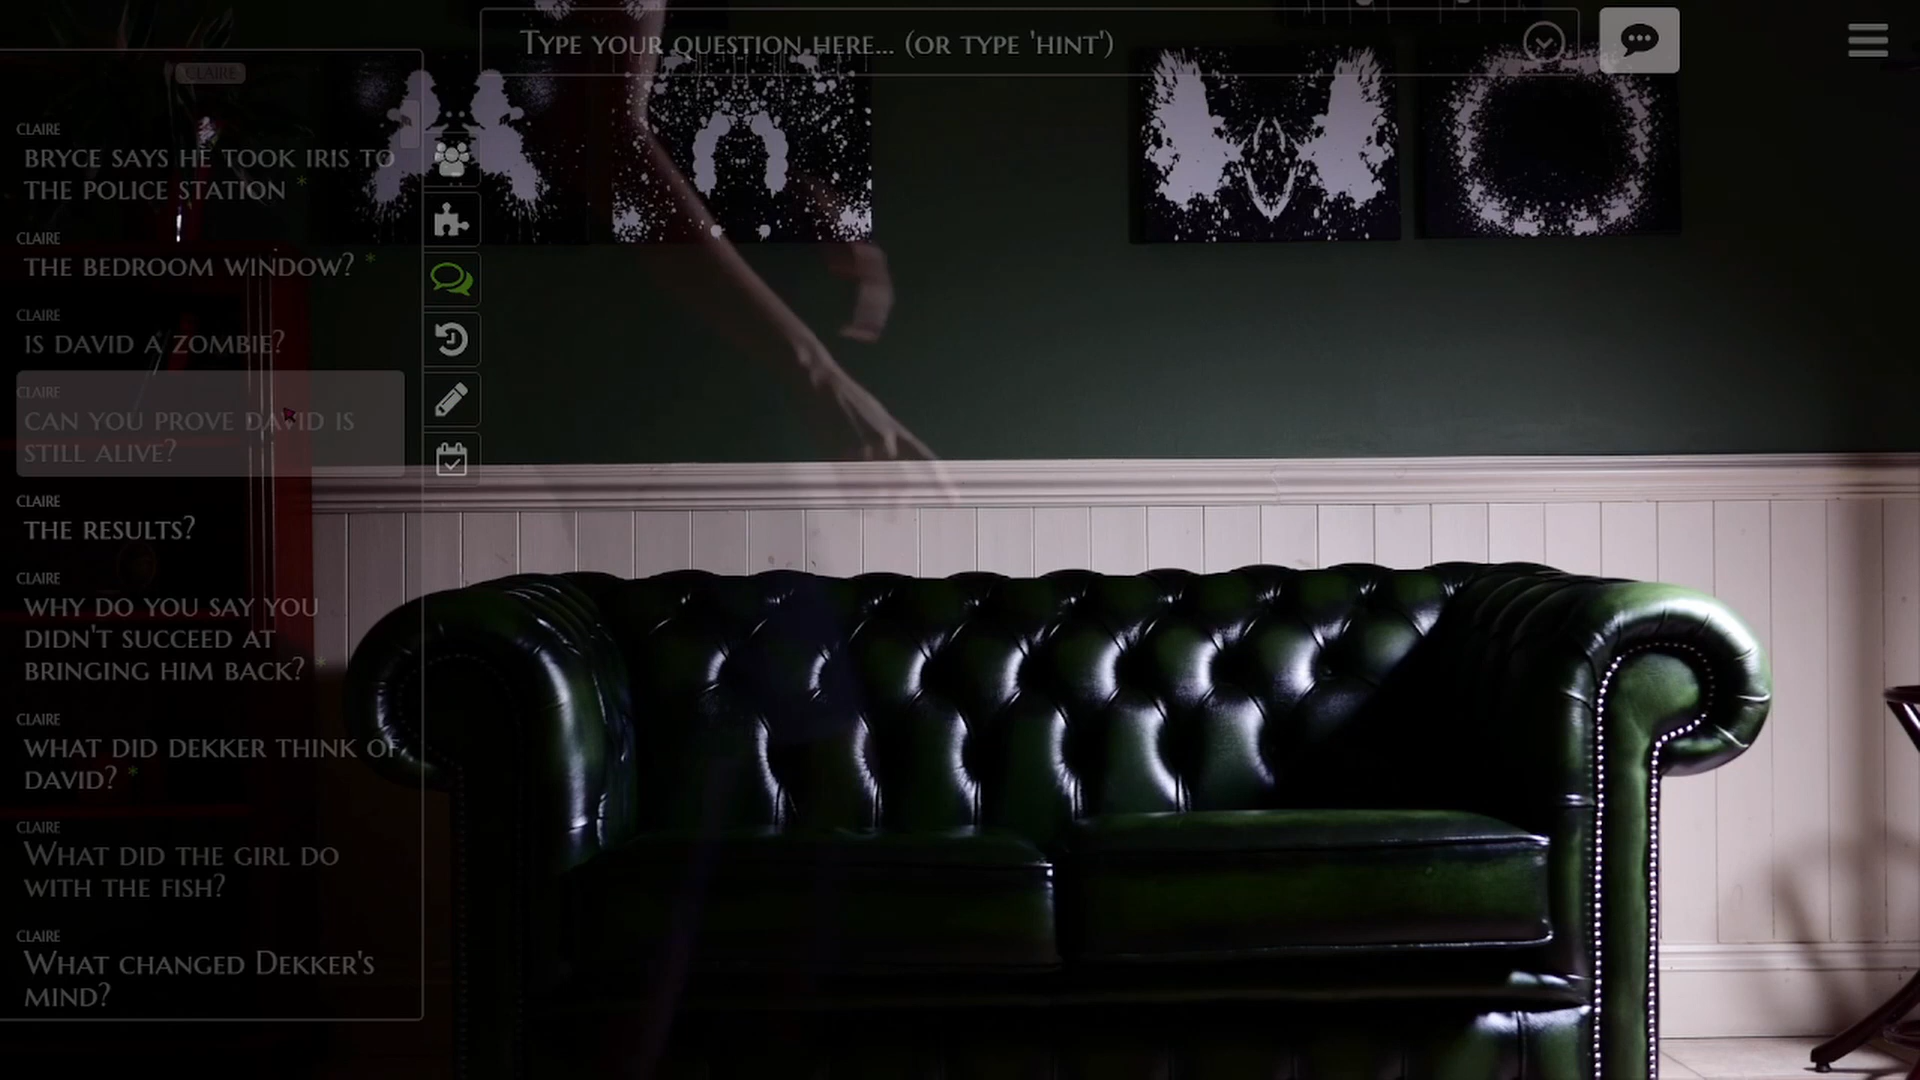 Type your question here... (or type 'hint')
CLAIRE
CLAIRE
BRYCE SAYS HE TOOK IRIS TO
THE POLICE STATION *
CLAIRE
THE BEDROOM WINDOW? *
CLAIRE
IS DAVID A ZOMBIE?
CLAIRE
CAN YOU PROVE DAVID IS
STILL ALIVE?
CLAIRE
THE RESULTS?
CLAIRE
WHY DO YOU SAY YOU
DIDN'T SUCCEED AT
BRINGING HIM BACK? *
CLAIRE
WHAT DID DEKKER THINK OF
DAVID? *
CLAIRE
What did the girl do
with the fish?
CLAIRE
What changed Dekker's
mind?